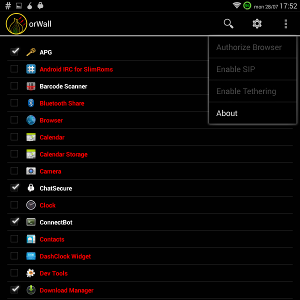 # mon 28/07 17:52
orWall
Authorize Browser
Enable SIP
Enable Tethering
About
APG
Android IRC for SlimRoms
Barcode Scanner
Bluetooth Share
Browser
Calendar
Calendar Storage
Camera
ChatSecure
Clock
ConnectBot
Contacts
DashClock Widget
Dev Tools
Download Manager